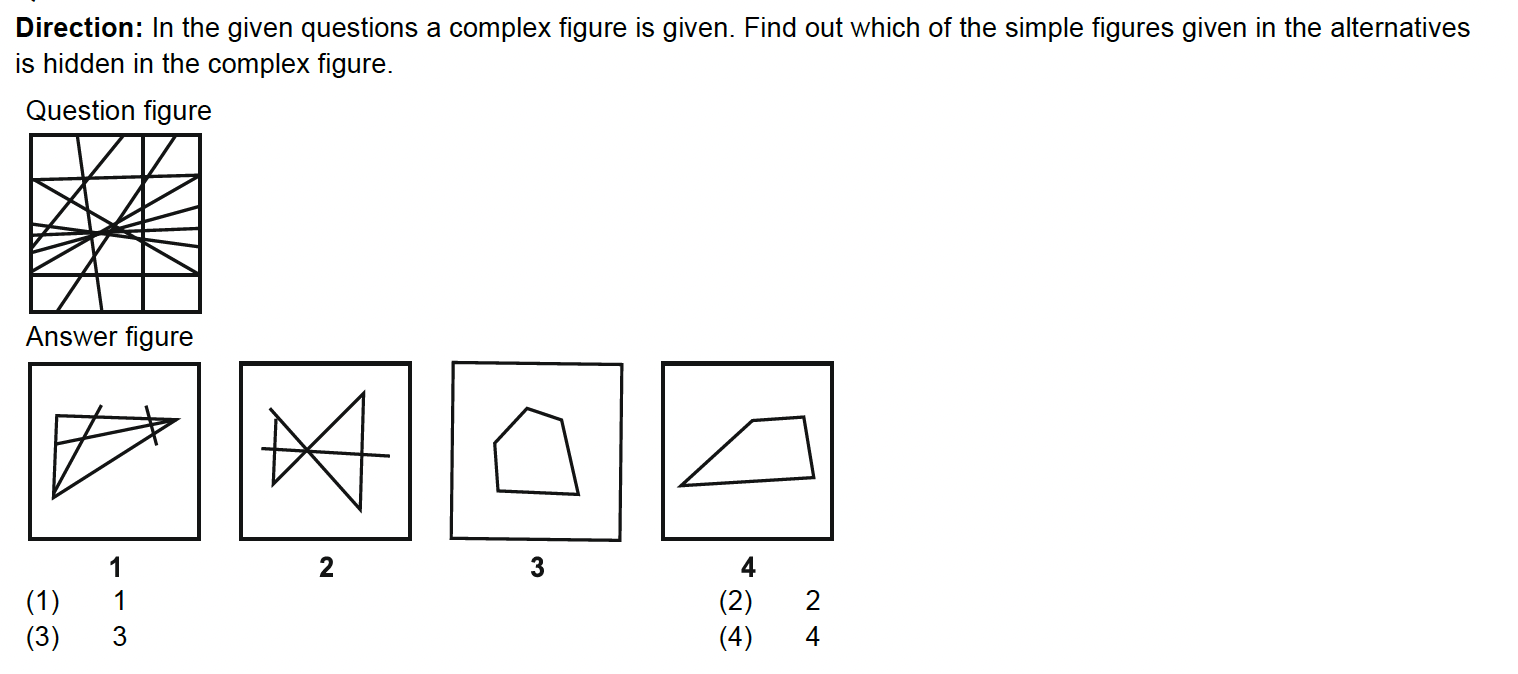 Direction: In the given questions a complex figure is given. Find out which of the simple figures given in the alternatives
is hidden in the complex figure.
Question figure
Answer figure
1 2 3 4
(1) 1 (2) 2
(3) 3 (4) 4